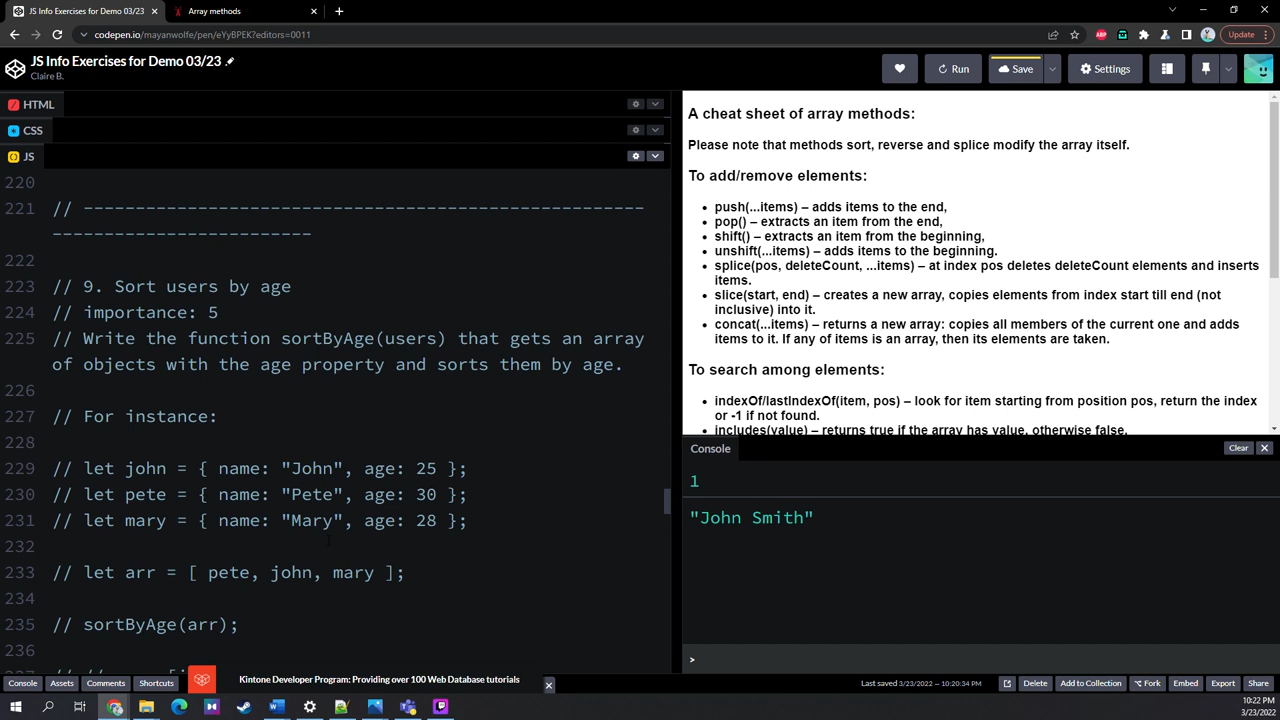 JS Info Exercises for Demo 03/23
Array methods
codepen.io/mayanwolfe/pen/eYyBPEK?editors=0011
ABP
Update
JS Info Exercises for Demo 03/23
Claire B.
Run
Save
Settings
HTML
CSS
JS
220
221 // ------------------------------------------------------
-------------------------
222
223 // 9. Sort users by age
224 // importance: 5
225 // Write the function sortByAge(users) that gets an array
of objects with the age property and sorts them by age.
226
227 // For instance:
228
229 // let john = { name: "John", age: 25 };
230 // let pete = { name: "Pete", age: 30 };
231 // let mary = { name: "Mary", age: 28 };
232
233 // let arr = [ pete, john, mary ];
234
235 // sortByAge(arr);
236
A cheat sheet of array methods:
Please note that methods sort, reverse and splice modify the array itself.
To add/remove elements:
• push(...items) – adds items to the end,
• pop() – extracts an item from the end,
• shift() – extracts an item from the beginning,
• unshift(...items) – adds items to the beginning.
• splice(pos, deleteCount, ...items) – at index pos deletes deleteCount elements and inserts
items.
• slice(start, end) – creates a new array, copies elements from index start till end (not
inclusive) into it.
• concat(...items) – returns a new array: copies all members of the current one and adds
items to it. If any of items is an array, then its elements are taken.
To search among elements:
• indexOf/lastIndexOf(item, pos) – look for item starting from position pos, return the index
or -1 if not found.
• includes(value) – returns true if the array has value, otherwise false.
Console
Clear
1
"John Smith"
>
Console
Assets
Comments
Shortcuts
Kintone Developer Program: Providing over 100 Web Database tutorials
Last saved 3/23/2022 — 10:20:34 PM
Delete
Add to Collection
Fork
Embed
Export
Share
10:22 PM
3/23/2022